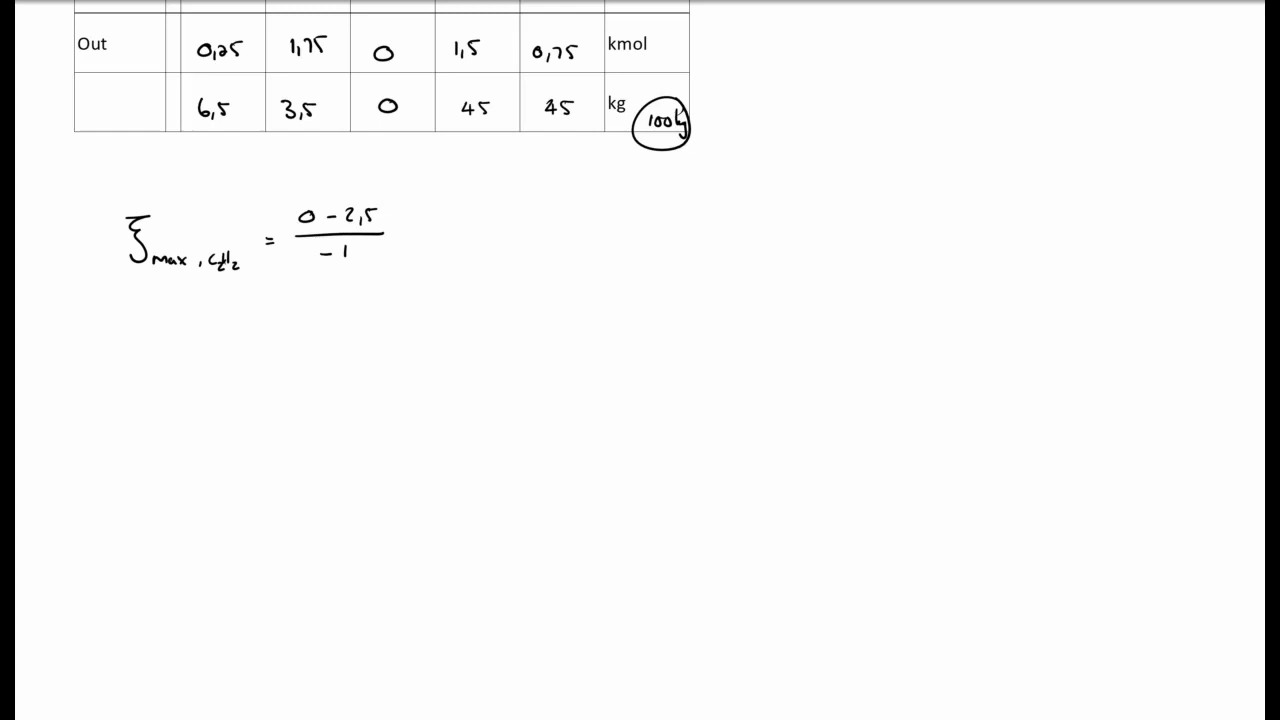 Out 0,25 1,75 0 1,5 0,75 kmol
6,5 3,5 0 45 45 kg 100kg
ξmax, C2H2 = 0 - 2,5
- 1